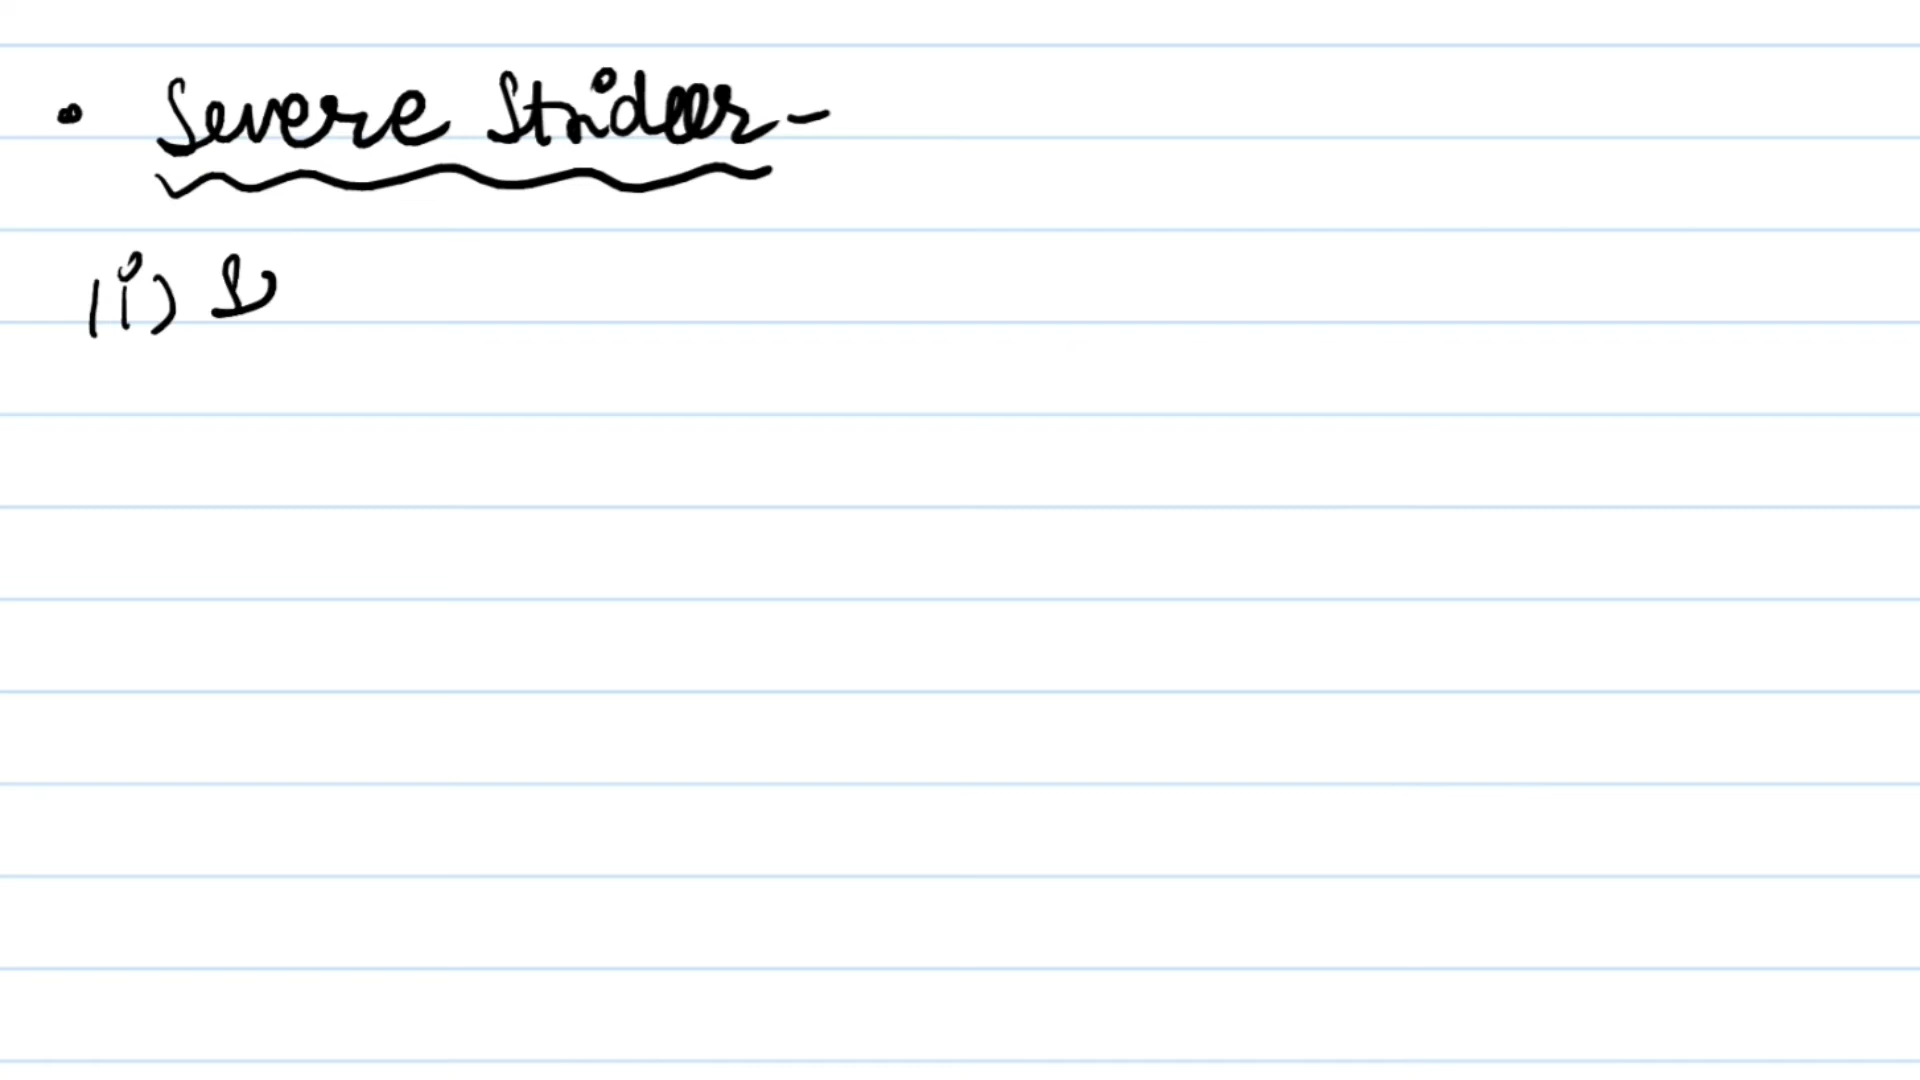 • Severe Stridor -
(i)